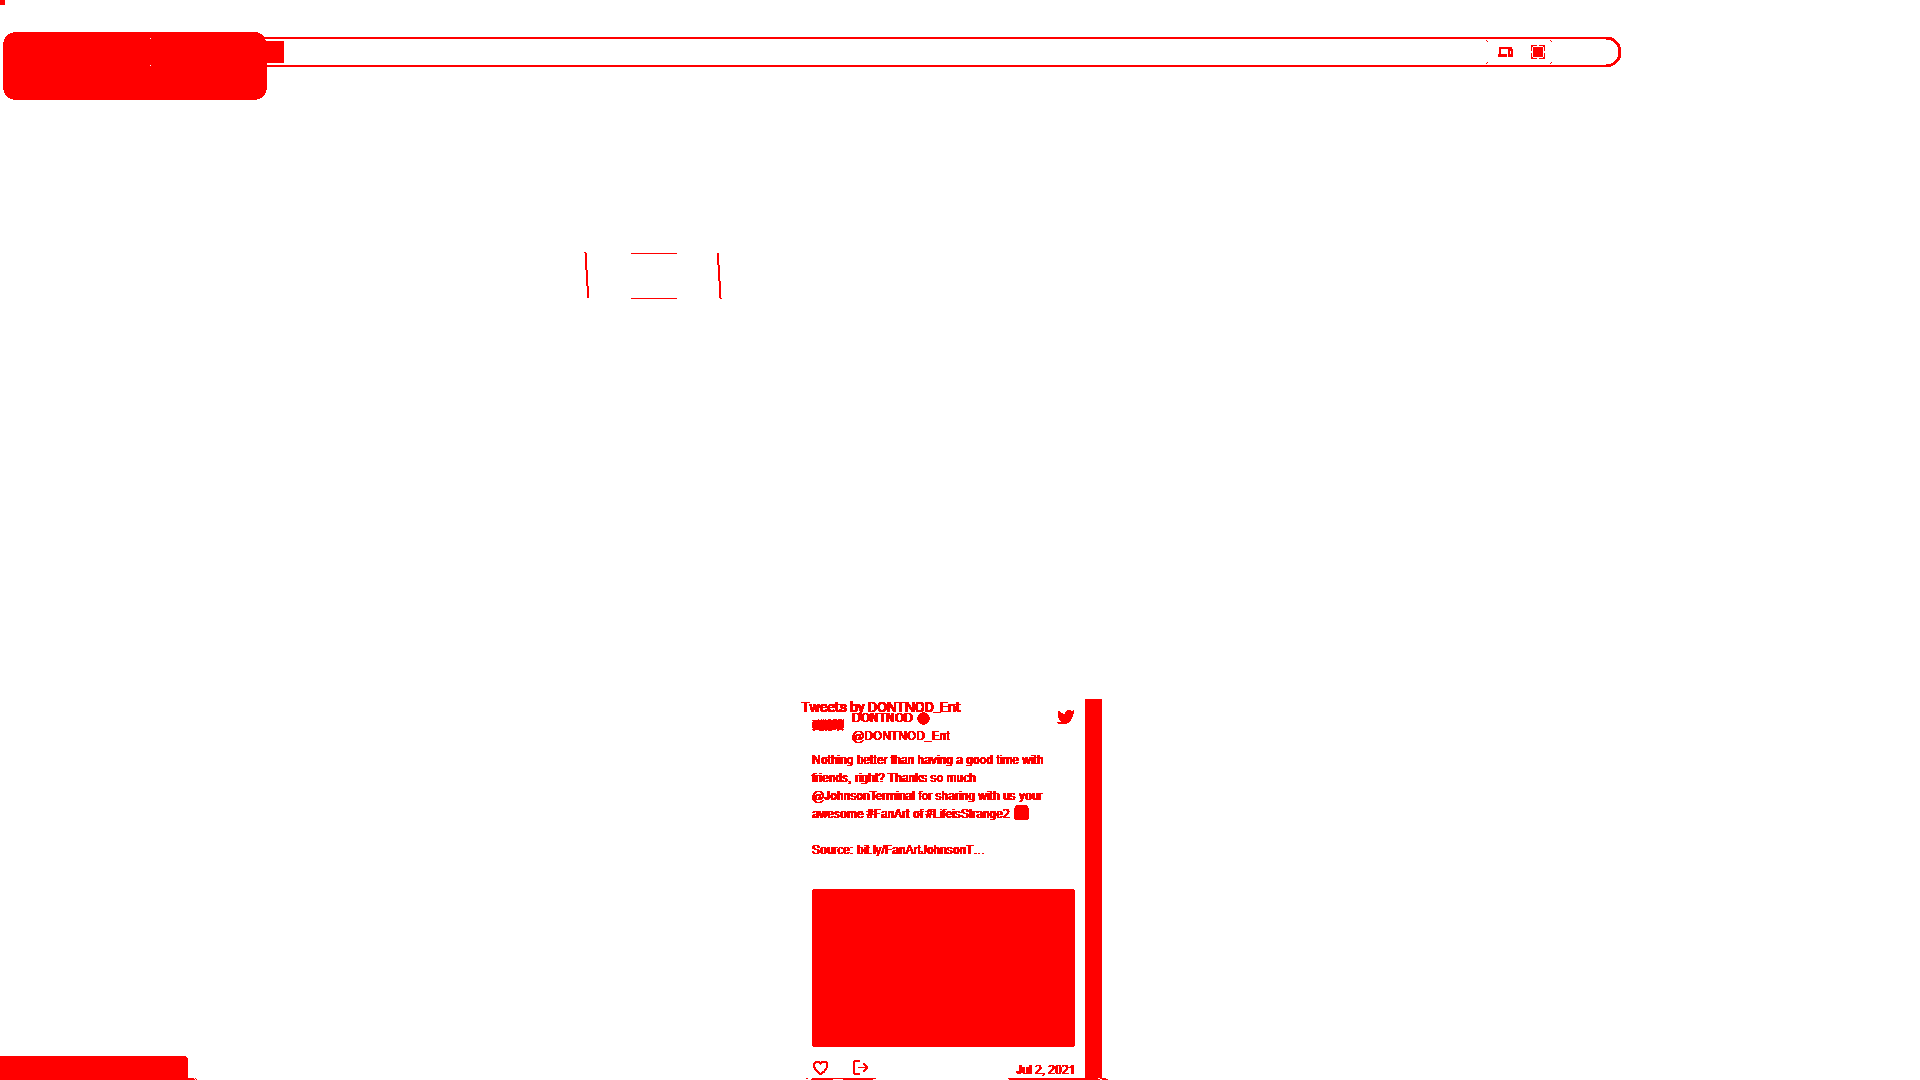 Tweets by DONTNOD_Ent
DONTNOD
@DONTNOD_Ent
Nothing better than having a good time with
friends, right? Thanks so much
@JohnsonTerminal for sharing with us your
awesome #FanArt of #LifeisStrange2
Source: bit.ly/FanArtJohnsonT...
Jul 2, 2021